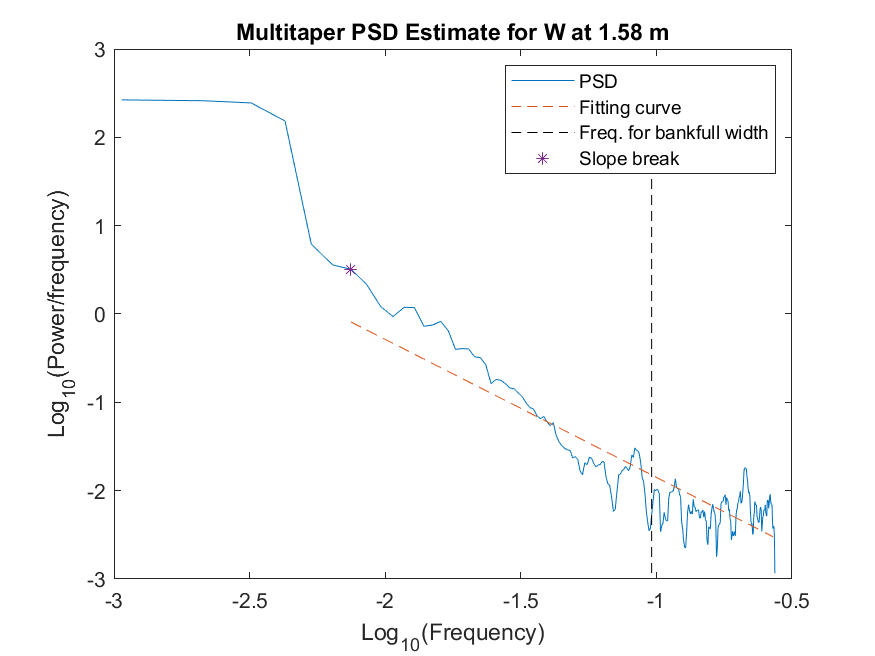 Multitaper PSD Estimate for W at 1.58 m
3
2
1
0
-1
-2
-3
Log10(Power/frequency)
PSD
Fitting curve
Freq. for bankfull width
Slope break
-3 -2.5 -2 -1.5 -1 -0.5
Log10(Frequency)